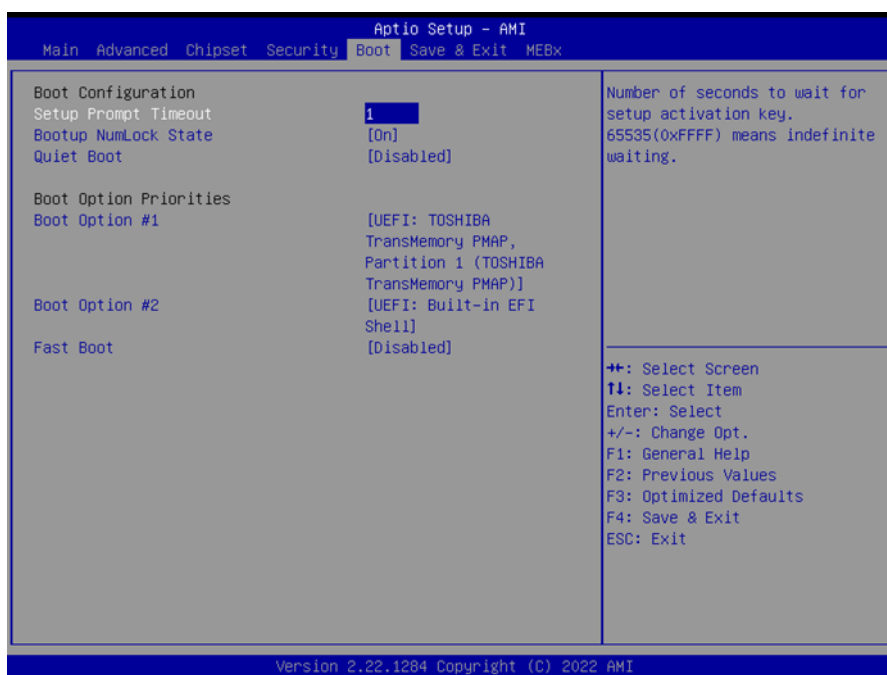 Aptio Setup – AMI
Main Advanced Chipset Security Boot Save & Exit MEBx
Boot Configuration
Setup Prompt Timeout 1
Bootup NumLock State [On]
Quiet Boot [Disabled]
Boot Option Priorities
Boot Option #1 [UEFI: TOSHIBA
TransMemory PMAP,
Partition 1 (TOSHIBA
TransMemory PMAP)]
Boot Option #2 [UEFI: Built-in EFI
Shell]
Fast Boot [Disabled]
Number of seconds to wait for
setup activation key.
65535(0xFFFF) means indefinite
waiting.
→←: Select Screen
↑↓: Select Item
Enter: Select
+/-: Change Opt.
F1: General Help
F2: Previous Values
F3: Optimized Defaults
F4: Save & Exit
ESC: Exit
Version 2.22.1284 Copyright (C) 2022 AMI